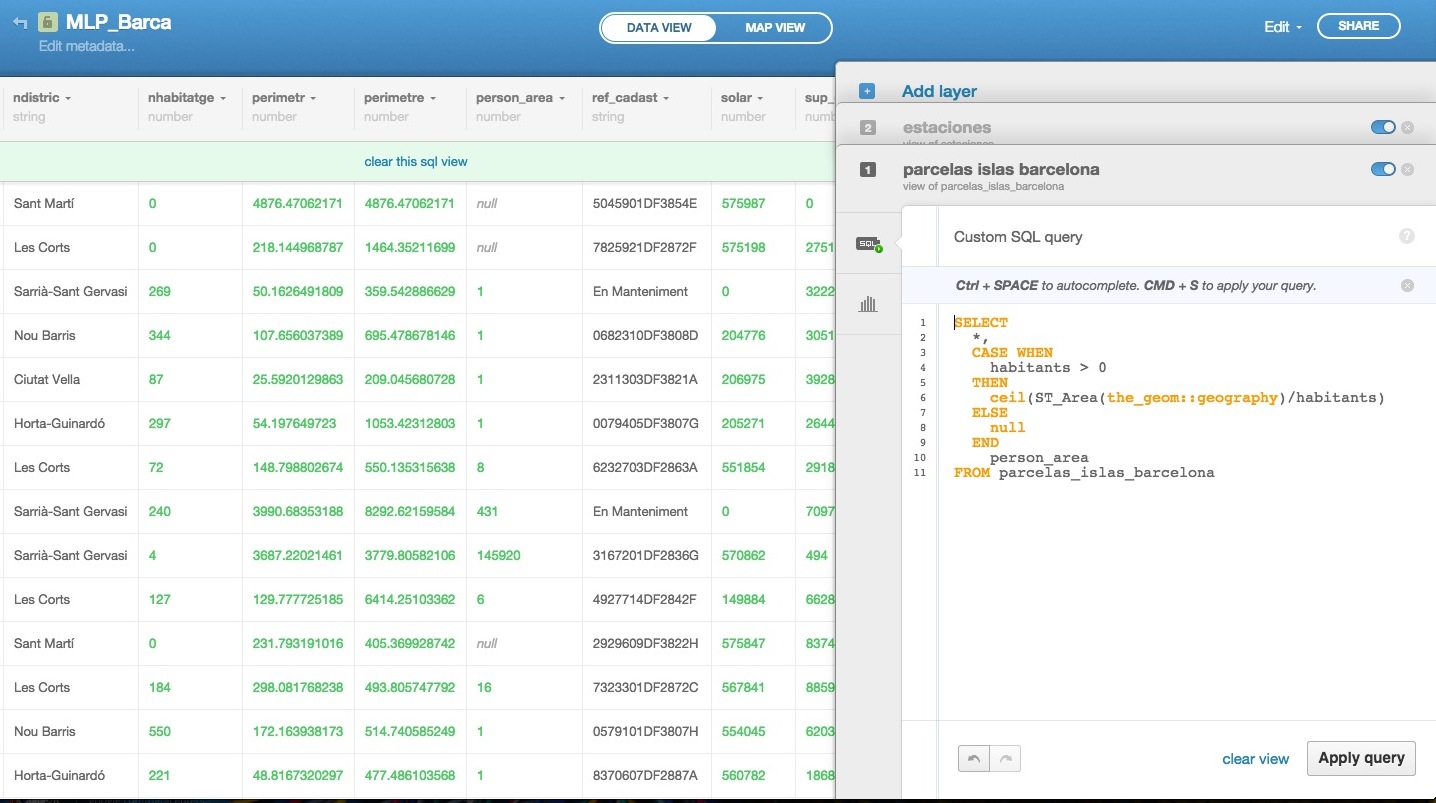 MLP_Barca
Edit metadata...
DATA VIEW MAP VIEW
Edit SHARE
ndistric nhabitatge perimetr perimetre person_area ref_cadast solar sup_
string number number number number string number numb
clear this sql view
Sant Martí 0 4876.47062171 4876.47062171 null 5045901DF3854E 575987 0
Les Corts 0 218.144968787 1464.35211699 null 7825921DF2872F 575198 2751
Sarrià-Sant Gervasi 269 50.1626491809 359.542886629 1 En Manteniment 0 3222
Nou Barris 344 107.656037389 695.478678146 1 0682310DF3808D 204776 3051
Ciutat Vella 87 25.5920129863 209.045680728 1 2311303DF3821A 206975 3928
Horta-Guinardó 297 54.197649723 1053.42312803 1 0079405DF3807G 205271 2644
Les Corts 72 148.798802674 550.135315638 8 6232703DF2863A 551854 2918
Sarrià-Sant Gervasi 240 3990.68353188 8292.62159584 431 En Manteniment 0 7097
Sarrià-Sant Gervasi 4 3687.22021461 3779.80582106 145920 3167201DF2836G 570862 494
Les Corts 127 129.777725185 6414.25103362 6 4927714DF2842F 149884 6628
Sant Martí 0 231.793191016 405.369928742 null 2929609DF3822H 575847 8374
Les Corts 184 298.081768238 493.805747792 16 7323301DF2872C 567841 8859
Nou Barris 550 172.163938173 514.740585249 1 0579101DF3807H 554045 6203
Horta-Guinardó 221 48.8167320297 477.486103568 1 8370607DF2887A 560782 1868
+ Add layer
2 estaciones
view of estaciones
1 parcelas islas barcelona
view of parcelas_islas_barcelona
SQL
Custom SQL query ?
Ctrl + SPACE to autocomplete. CMD + S to apply your query.
1 SELECT
2 *,
3 CASE WHEN
4 habitants > 0
5 THEN
6 ceil(ST_Area(the_geom::geography)/habitants)
7 ELSE
8 null
9 END
10 person_area
11 FROM parcelas_islas_barcelona
clear view Apply query